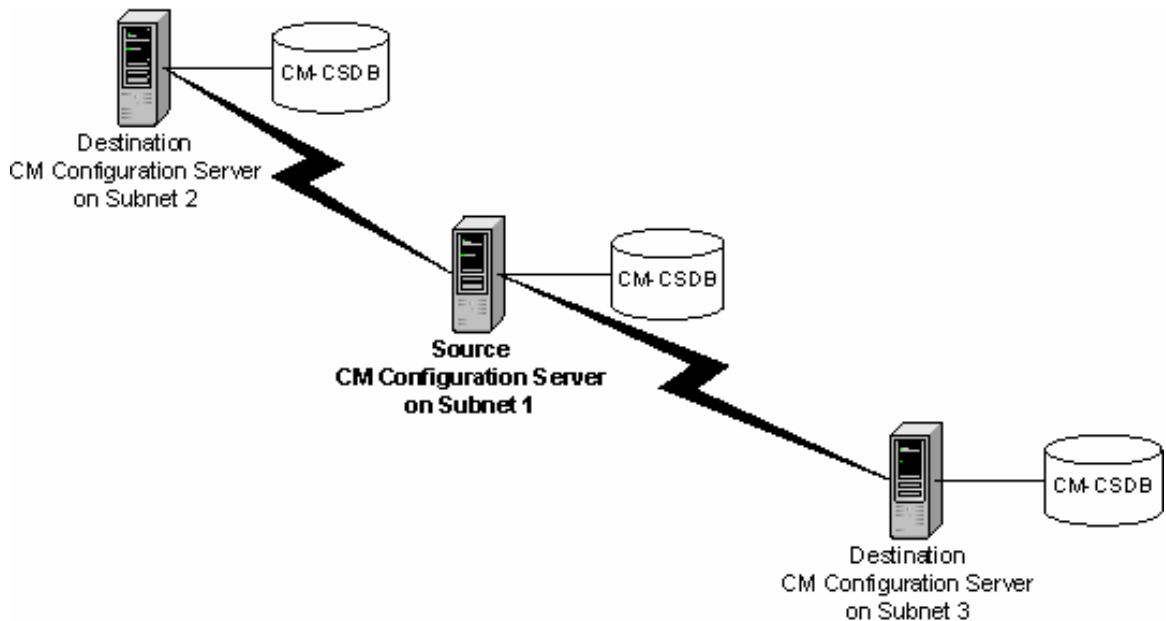 CM-CSDB
Destination
CM Configuration Server
on Subnet 2
CM-CSDB
Source
CM Configuration Server
on Subnet 1
CM-CSDB
Destination
CM Configuration Server
on Subnet 3